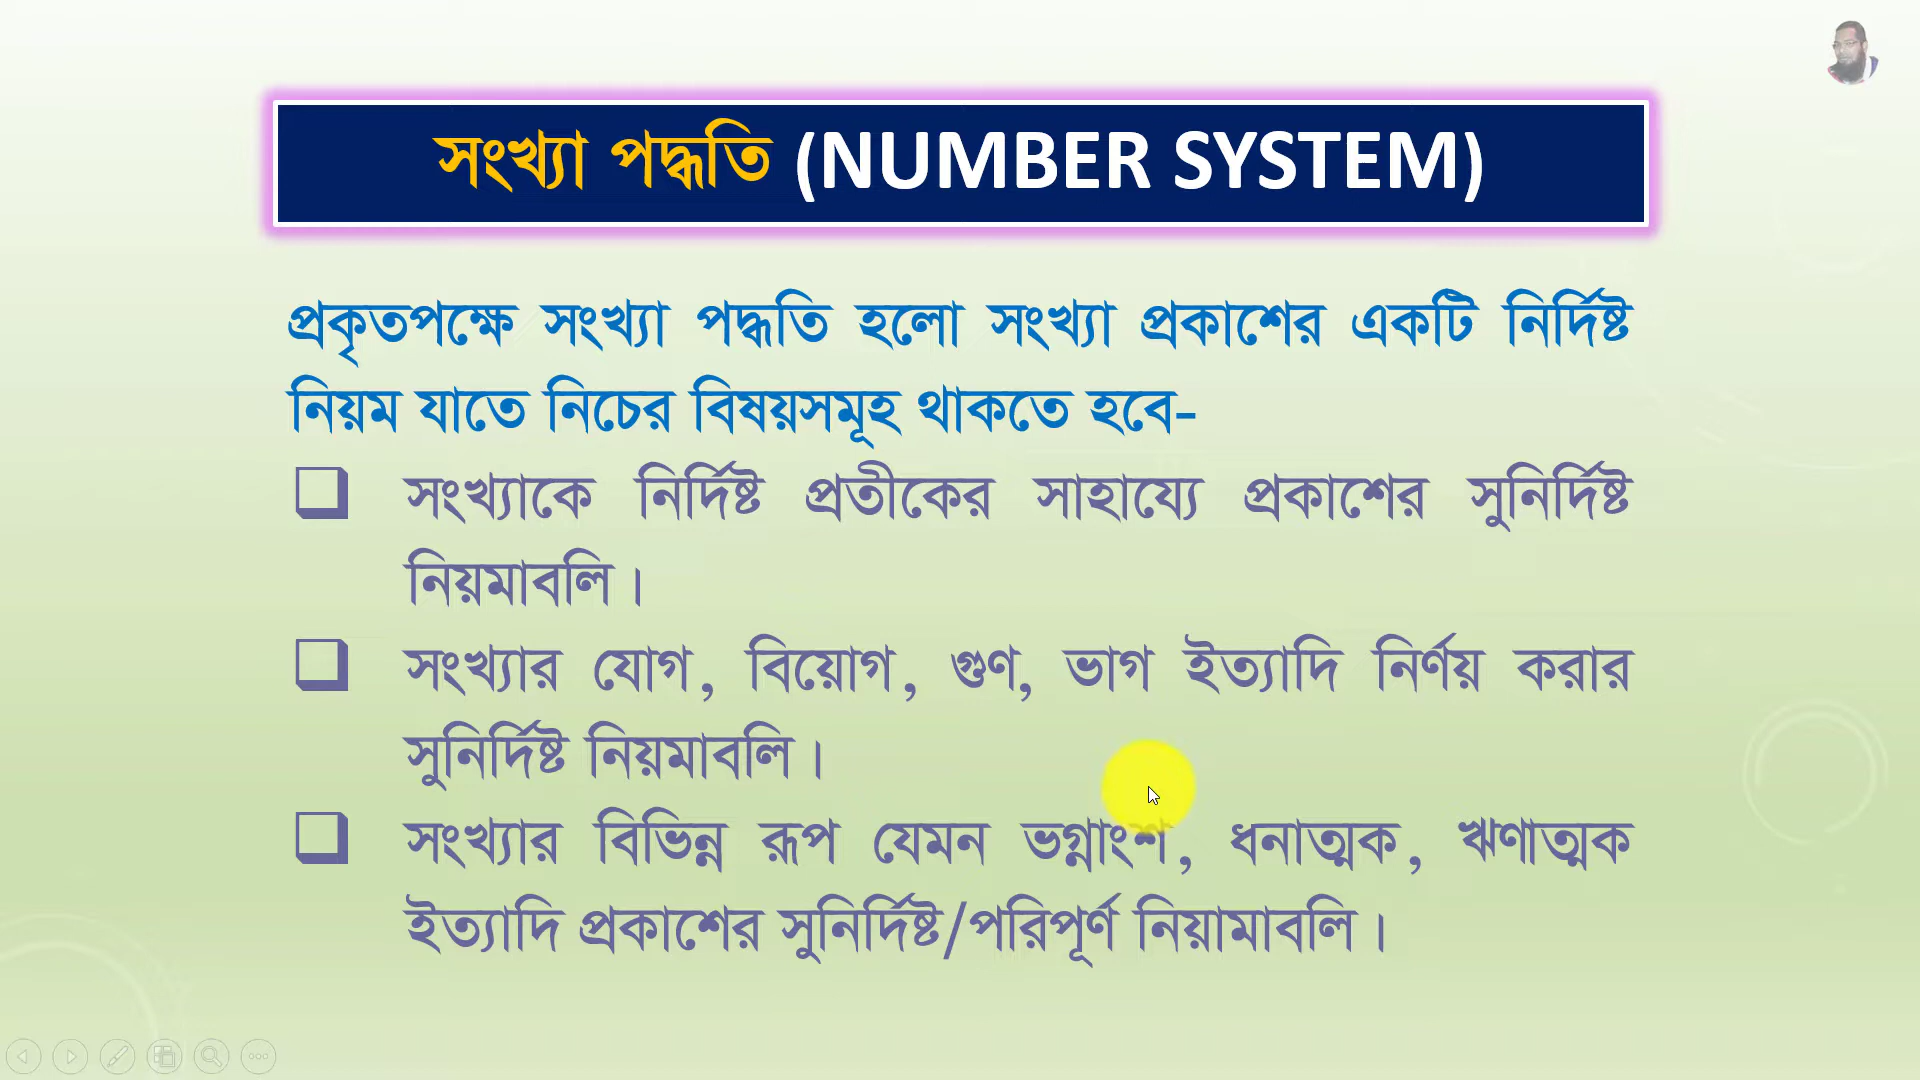 সংখ্যা পদ্ধতি (NUMBER SYSTEM)
প্রকৃতপক্ষে সংখ্যা পদ্ধতি হলো সংখ্যা প্রকাশের একটি নির্দিষ্ট
নিয়ম যাতে নিচের বিষয়সমূহ থাকতে হবে-
সংখ্যাকে নির্দিষ্ট প্রতীকের সাহায্যে প্রকাশের সুনির্দিষ্ট
নিয়মাবলি।
সংখ্যার যোগ, বিয়োগ, গুণ, ভাগ ইত্যাদি নির্ণয় করার
সুনির্দিষ্ট নিয়মাবলি।
সংখ্যার বিভিন্ন রূপ যেমন ভগ্নাংশ, ধনাত্মক, ঋণাত্মক
ইত্যাদি প্রকাশের সুনির্দিষ্ট/পরিপূর্ণ নিয়ামাবলি।